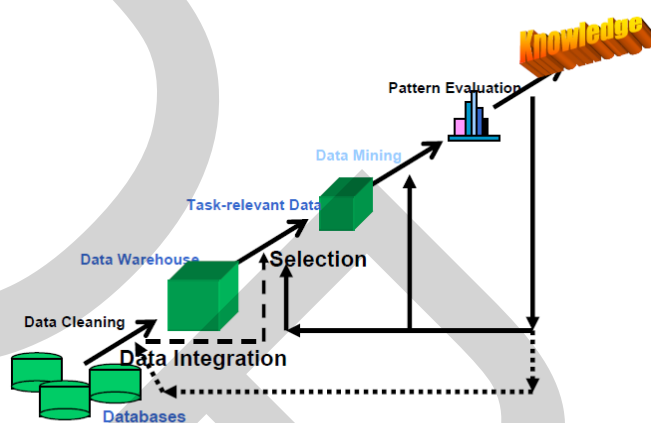 Knowledge
Pattern Evaluation
Data Mining
Task-relevant Data
Data Warehouse
Selection
Data Cleaning
Data Integration
Databases